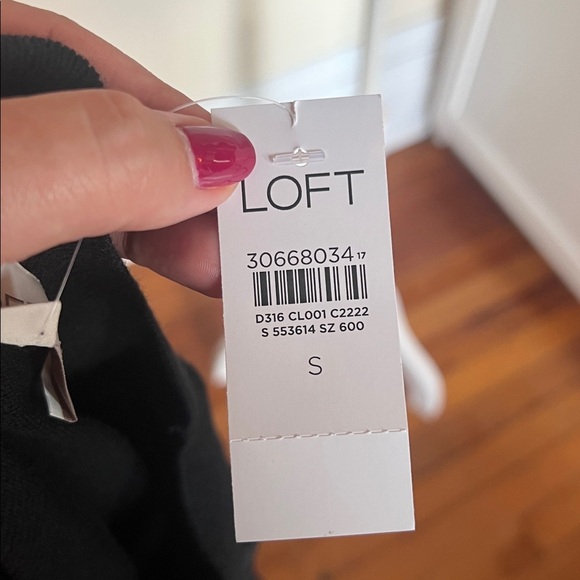 LOFT
30668034 17
D316 CL001 C2222
S 553614 SZ 600
S